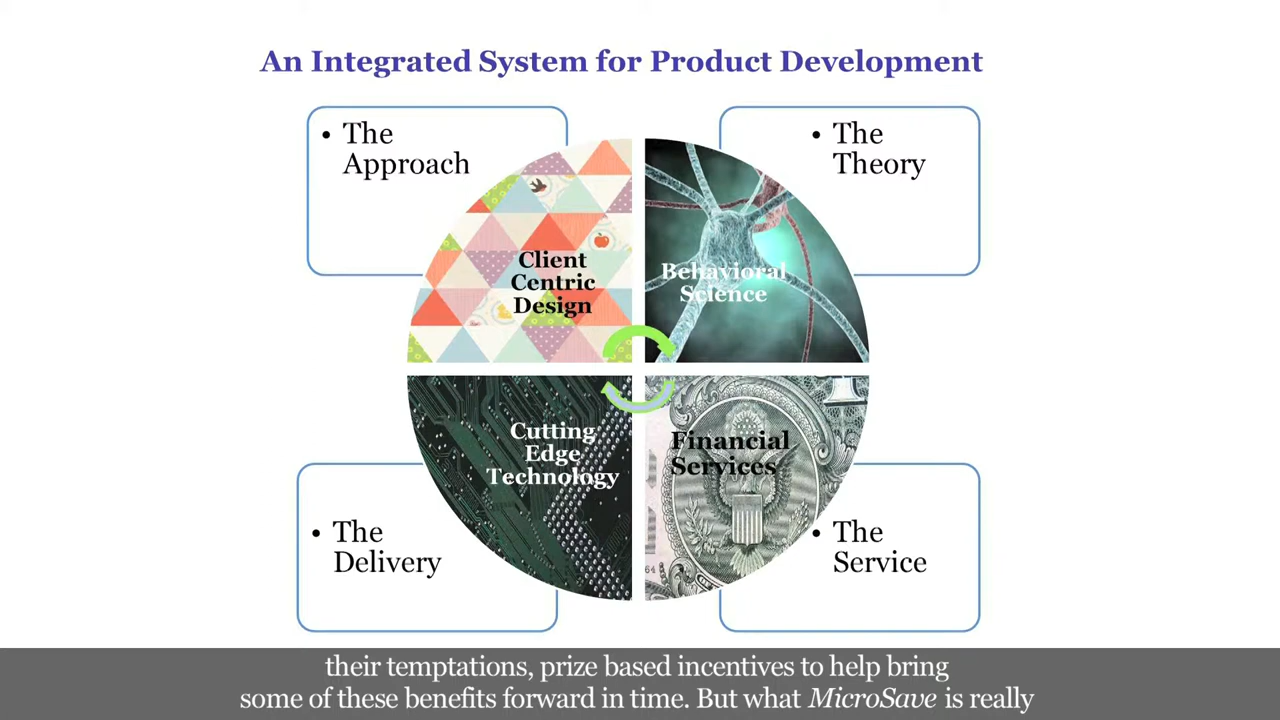 An Integrated System for Product Development
• The
Approach
• The
Theory
Client
Centric
Design
Behavioral
Science
Cutting
Edge
Technology
Financial
Services
• The
Delivery
• The
Service
their temptations, prize based incentives to help bring
some of these benefits forward in time. But what MicroSave is really